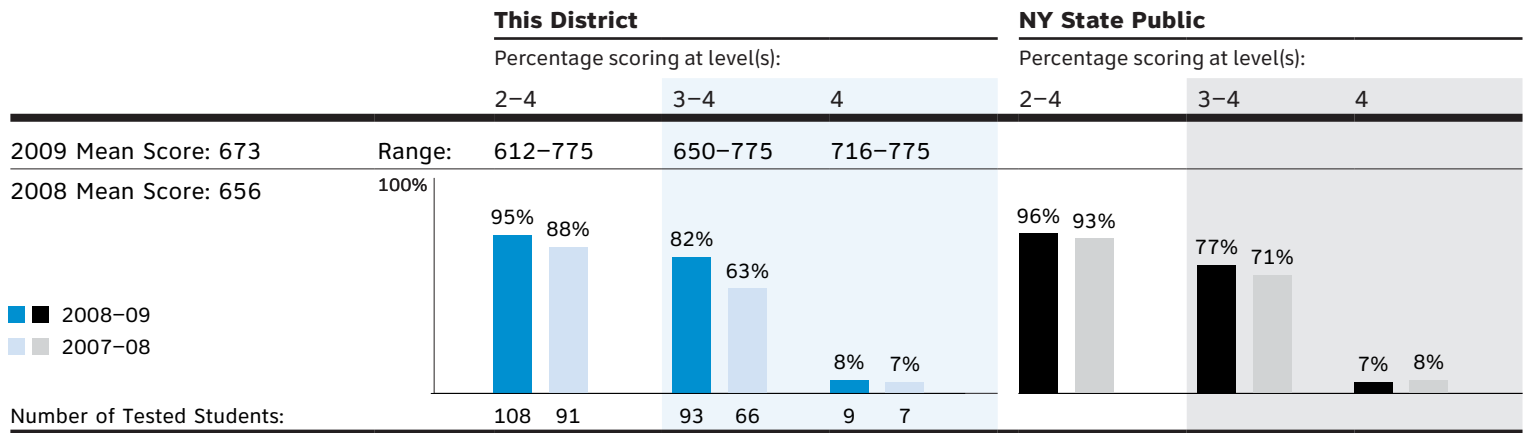 This District NY State Public
Percentage scoring at level(s): Percentage scoring at level(s):
2–4 3–4 4 2–4 3–4 4
2009 Mean Score: 673 Range: 612–775 650–775 716–775
2008 Mean Score: 656 100%
95% 88% 82% 63% 8% 7% 96% 93% 77% 71% 7% 8%
2008–09
2007–08
Number of Tested Students: 108 91 93 66 9 7